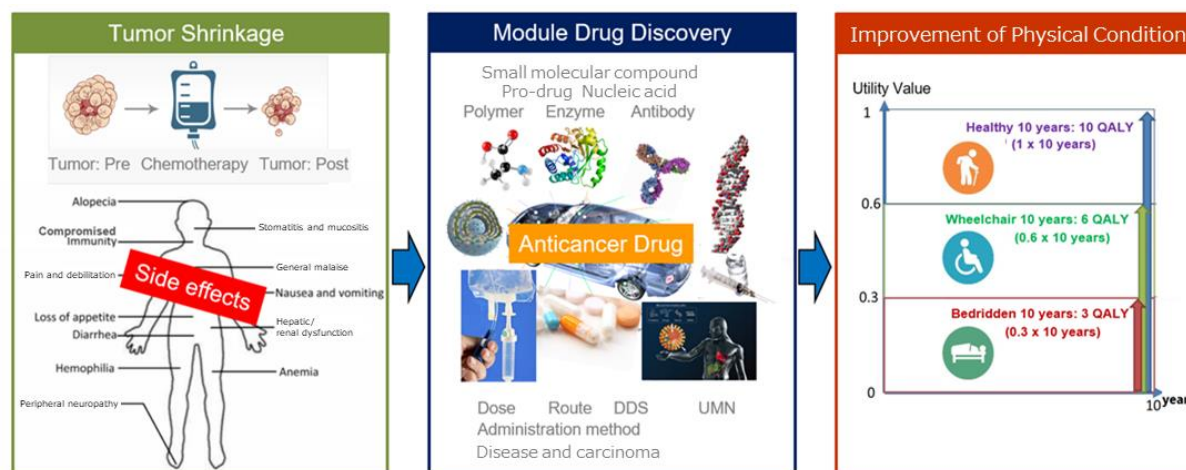 Tumor Shrinkage
Tumor: Pre
Chemotherapy
Tumor: Post
Alopecia
Stomatitis and mucositis
Compromised
Immunity
General malaise
Pain and debilitation
Side effects
Nausea and vomiting
Loss of appetite
Hepatic/
renal dysfunction
Diarrhea
Hemophilia
Anemia
Peripheral neuropathy
Module Drug Discovery
Small molecular compound
Pro-drug Nucleic acid
Polymer Enzyme Antibody
Anticancer Drug
Dose Route DDS UMN
Administration method
Disease and carcinoma
Improvement of Physical Condition
Utility Value
1
Healthy 10 years: 10 QALY
(1 x 10 years)
0.6
Wheelchair 10 years: 6 QALY
(0.6 x 10 years)
0.3
Bedridden 10 years: 3 QALY
(0.3 x 10 years)
0
10 year